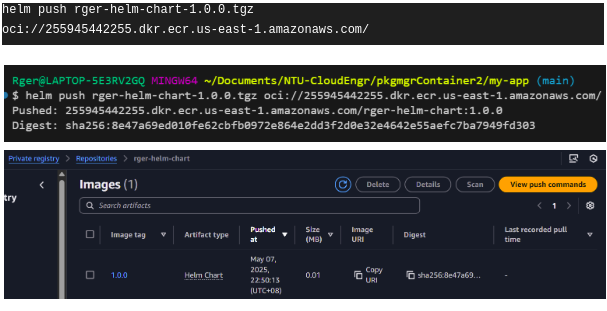 helm push rger-helm-chart-1.0.0.tgz
oci://255945442255.dkr.ecr.us-east-1.amazonaws.com/
Rger@LAPTOP-5E3RV2GQ MINGW64 ~/Documents/NTU-CloudEngr/pkgmgrContainer2/my-app (main)
$ helm push rger-helm-chart-1.0.0.tgz oci://255945442255.dkr.ecr.us-east-1.amazonaws.com/
Pushed: 255945442255.dkr.ecr.us-east-1.amazonaws.com/rger-helm-chart:1.0.0
Digest: sha256:8e47a69ed010fe62cbfb0972e864e2dd3f2d0e32e4642e55aefc7ba7949fd303
Private registry > Repositories > rger-helm-chart
try
Images (1)
Delete Details Scan View push commands
Search artifacts
1
Image tag Artifact type Pushed at Size (MB) Image URI Digest Last recorded pull time
1.0.0 Helm Chart May 07, 2025, 22:50:13 (UTC+08) 0.01 Copy URI sha256:8e47a69... -